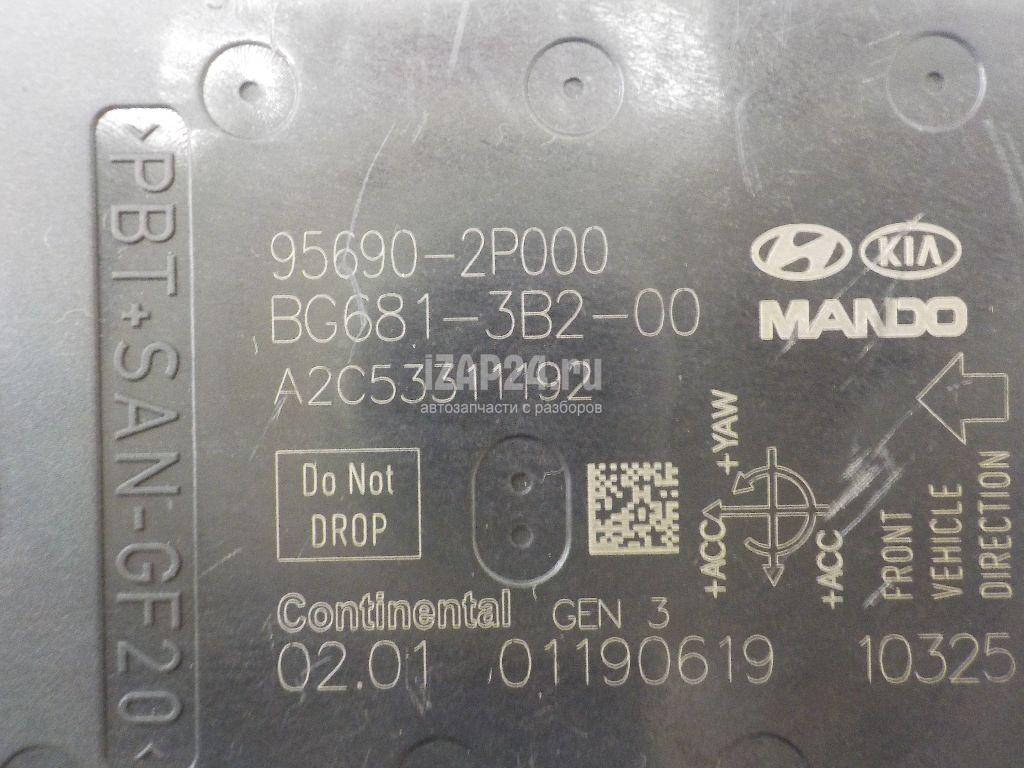 >PBT+SAN-GF20<
95690-2P000
BG681-3B2-00
A2C53311192
KIA
MANDO
iZAP24.ru
автозапчасти с разборов
Do Not
DROP
+YAW
+ACC
+ACC
FRONT
VEHICLE
DIRECTION
Continental GEN 3
02.01 01190619 10325